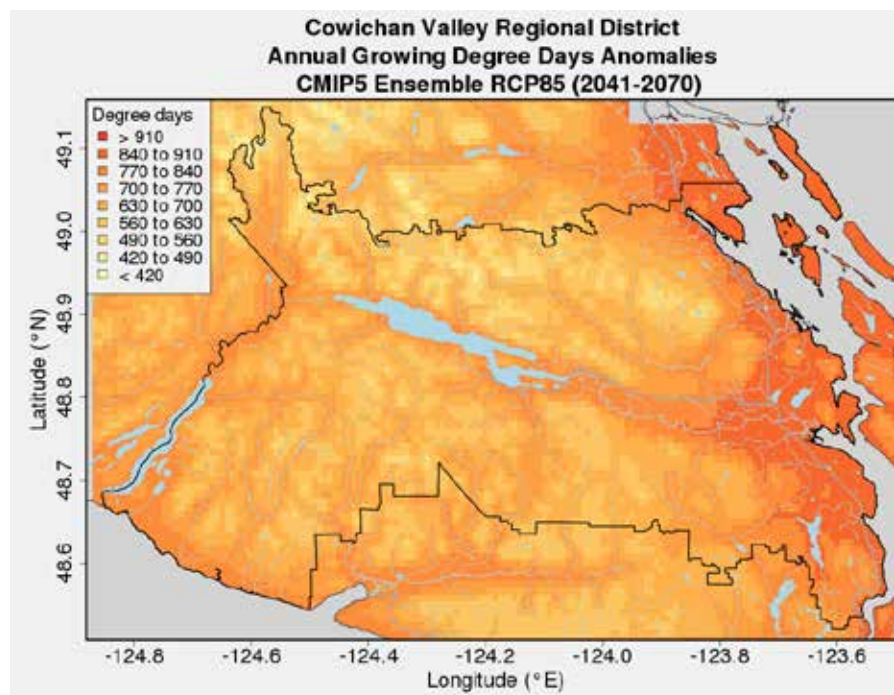 Cowichan Valley Regional District
Annual Growing Degree Days Anomalies
CMIP5 Ensemble RCP85 (2041-2070)
Degree days
> 910
840 to 910
770 to 840
700 to 770
630 to 700
560 to 630
490 to 560
420 to 490
< 420
Latitude (°N)
49.1
49.0
48.9
48.8
48.7
48.6
-124.8 -124.6 -124.4 -124.2 -124.0 -123.8 -123.6
Longitude (°E)